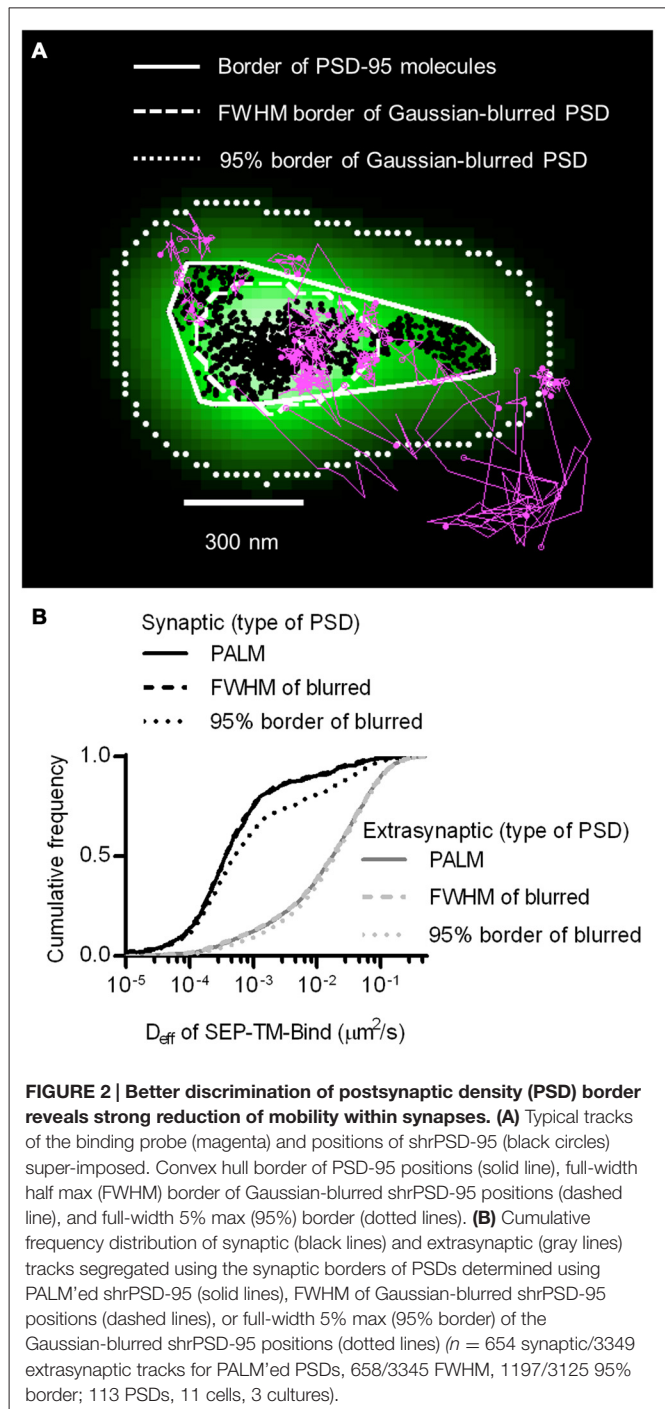 A
Border of PSD-95 molecules
FWHM border of Gaussian-blurred PSD
95% border of Gaussian-blurred PSD
300 nm
B
Synaptic (type of PSD)
PALM
FWHM of blurred
95% border of blurred
Cumulative frequency
1.0
0.5
0.0
Extrasynaptic (type of PSD)
PALM
FWHM of blurred
95% border of blurred
10⁻⁵ 10⁻⁴ 10⁻³ 10⁻² 10⁻¹
D_eff of SEP-TM-Bind (μm²/s)
FIGURE 2 | Better discrimination of postsynaptic density (PSD) border
reveals strong reduction of mobility within synapses. (A) Typical tracks
of the binding probe (magenta) and positions of shrPSD-95 (black circles)
super-imposed. Convex hull border of PSD-95 positions (solid line), full-width
half max (FWHM) border of Gaussian-blurred shrPSD-95 positions (dashed
line), and full-width 5% max (95%) border (dotted lines). (B) Cumulative
frequency distribution of synaptic (black lines) and extrasynaptic (gray lines)
tracks segregated using the synaptic borders of PSDs determined using
PALM'ed shrPSD-95 (solid lines), FWHM of Gaussian-blurred shrPSD-95
positions (dashed lines), or full-width 5% max (95% border) of the
Gaussian-blurred shrPSD-95 positions (dotted lines) (n = 654 synaptic/3349
extrasynaptic tracks for PALM'ed PSDs, 658/3345 FWHM, 1197/3125 95%
border; 113 PSDs, 11 cells, 3 cultures).